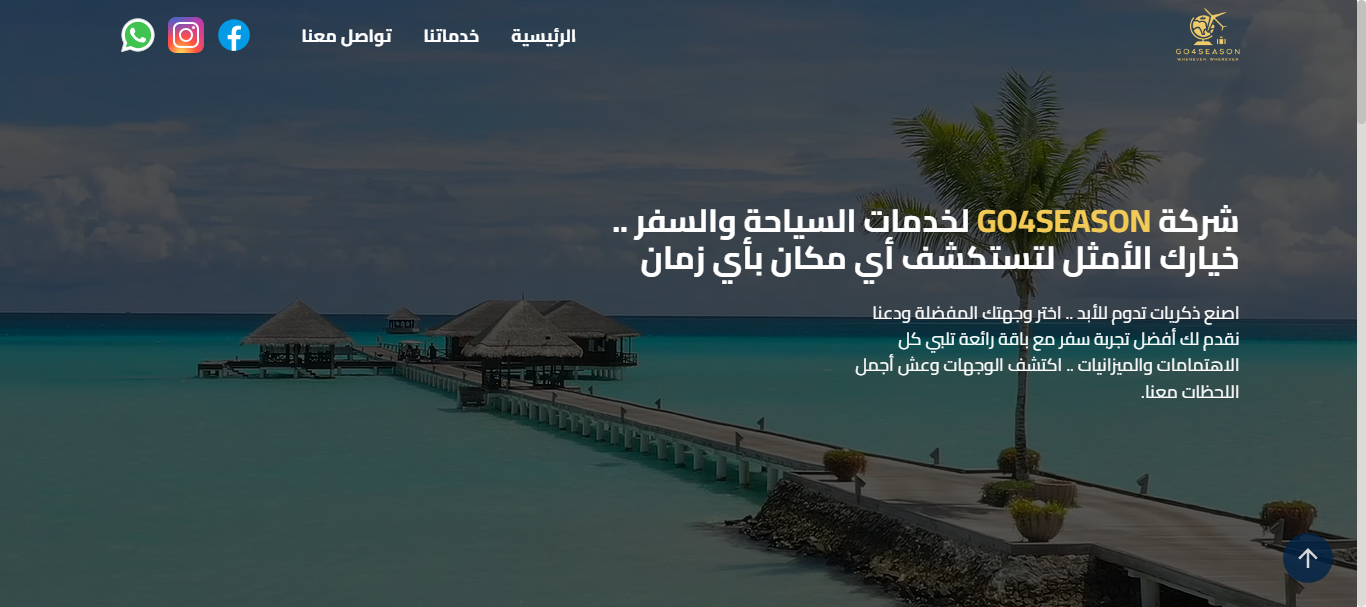 GO4SEASON
WHENEVER, WHEREVER
الرئيسية
خدماتنا
تواصل معنا
شركة GO4SEASON لخدمات السياحة والسفر ..
خيارك الأمثل لتستكشف أي مكان بأي زمان
اصنع ذكريات تدوم للأبد .. اختر وجهتك المفضلة ودعنا
نقدم لك أفضل تجربة سفر مع باقة رائعة تلبي كل
الاهتمامات والميزانيات .. اكتشف الوجهات وعش أجمل
اللحظات معنا.